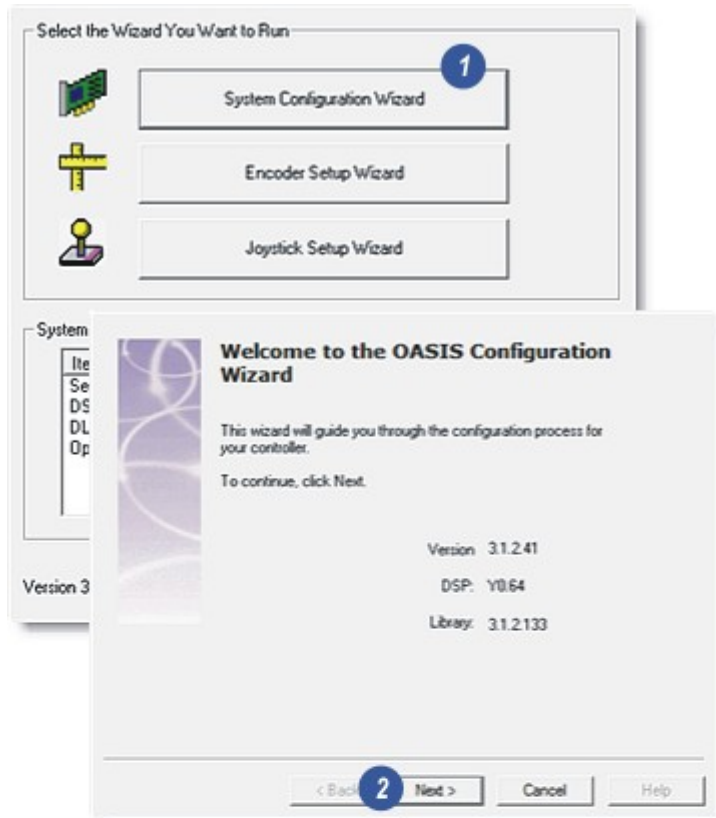 Select the Wizard You Want to Run
1
System Configuration Wizard
Encoder Setup Wizard
Joystick Setup Wizard
System
Ite
Se
DS
DL
Op
Version 3
Welcome to the OASIS Configuration
Wizard
This wizard will guide you through the configuration process for
your controller.
To continue, click Next.
Version 3.1.2.41
DSP: Y0.64
Library: 3.1.2.133
< Back
2
Next >
Cancel
Help